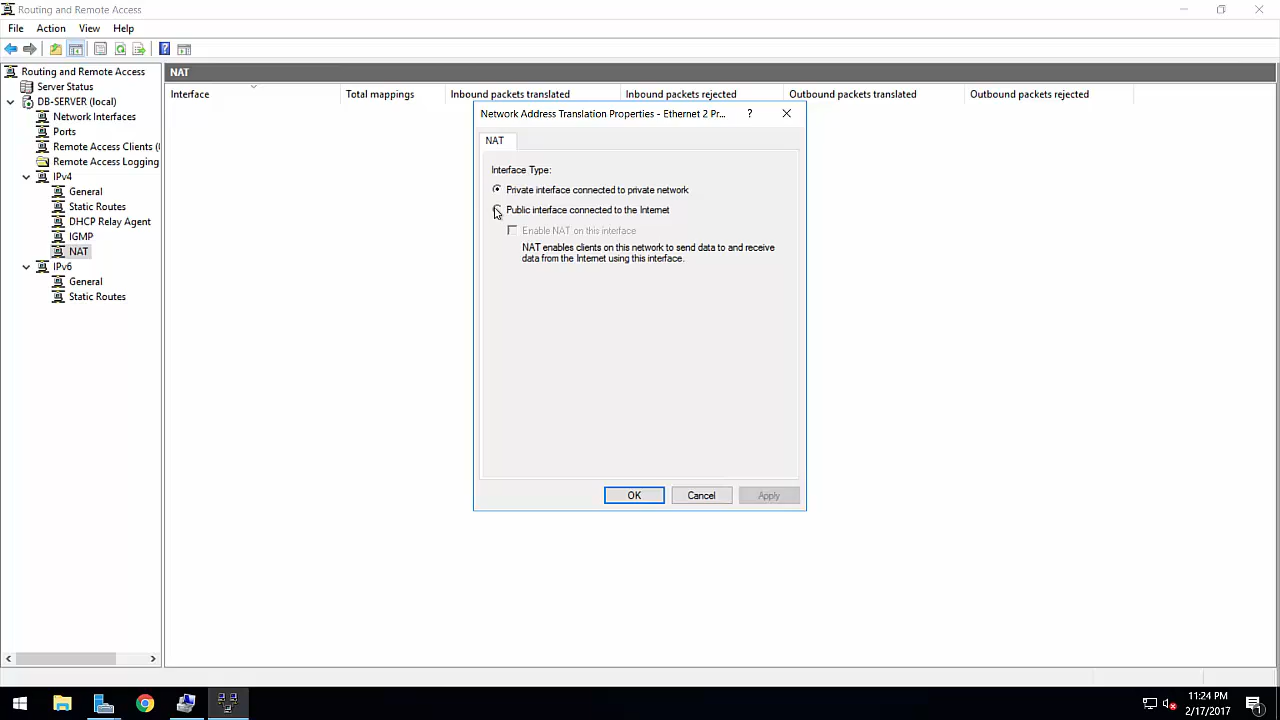 Routing and Remote Access
File Action View Help
Routing and Remote Access
Server Status
DB-SERVER (local)
Network Interfaces
Ports
Remote Access Clients (
Remote Access Logging
IPv4
General
Static Routes
DHCP Relay Agent
IGMP
NAT
IPv6
General
Static Routes
NAT
Interface Total mappings Inbound packets translated Inbound packets rejected Outbound packets translated Outbound packets rejected
Network Address Translation Properties - Ethernet 2 Pr... ?
NAT
Interface Type:
Private interface connected to private network
Public interface connected to the Internet
Enable NAT on this interface
NAT enables clients on this network to send data to and receive
data from the Internet using this interface.
OK Cancel Apply
11:24 PM
2/17/2017
1